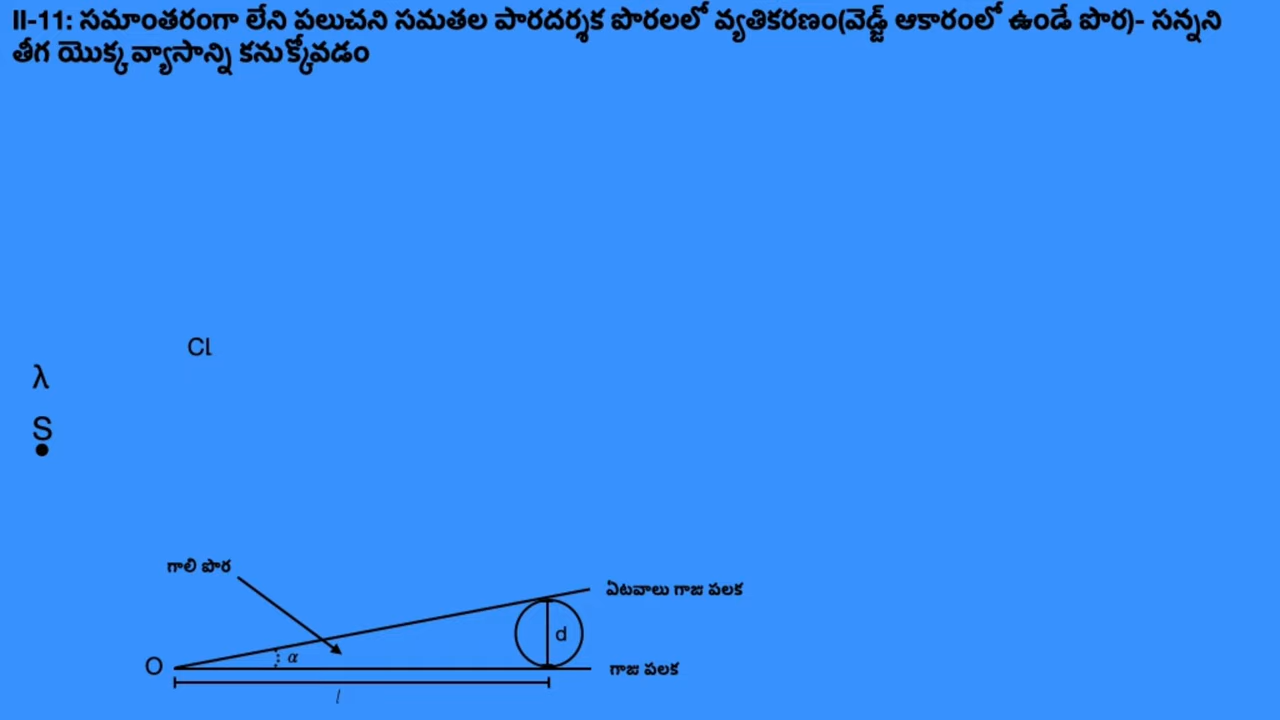 II-11: సమాంతరంగా లేని పలుచని సమతల పారదర్శక పొరలలో వ్యతికరణం(వెడ్జ్ ఆకారంలో ఉండే పొర)- సన్నని
తీగ యొక్క వ్యాసాన్ని కనుక్కోవడం
Cl
λ
S
గాలి పొర
ఏటవాలు గాజు పలక
d
α
O
గాజు పలక
l